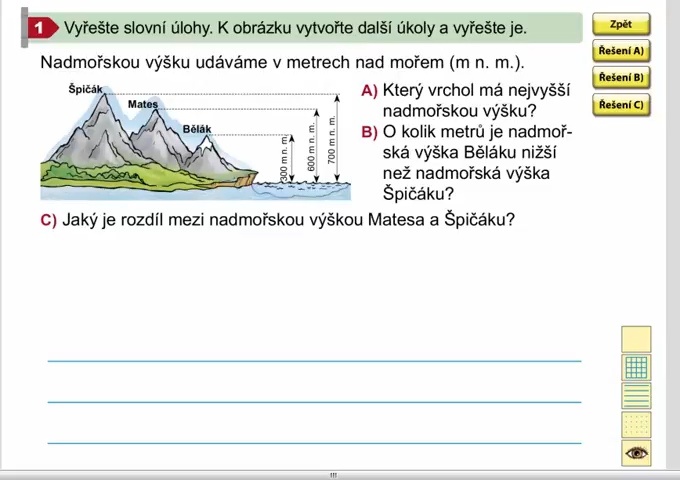 1 Vyřešte slovní úlohy. K obrázku vytvořte další úkoly a vyřešte je.
Nadmořskou výšku udáváme v metrech nad mořem (m n. m.).
Špičák
Mates
Bělák
300 m n. m.
600 m n. m.
700 m n. m.
A) Který vrchol má nejvyšší
nadmořskou výšku?
B) O kolik metrů je nadmoř-
ská výška Běláku nižší
než nadmořská výška
Špičáku?
C) Jaký je rozdíl mezi nadmořskou výškou Matesa a Špičáku?
Zpět
Řešení A)
Řešení B)
Řešení C)